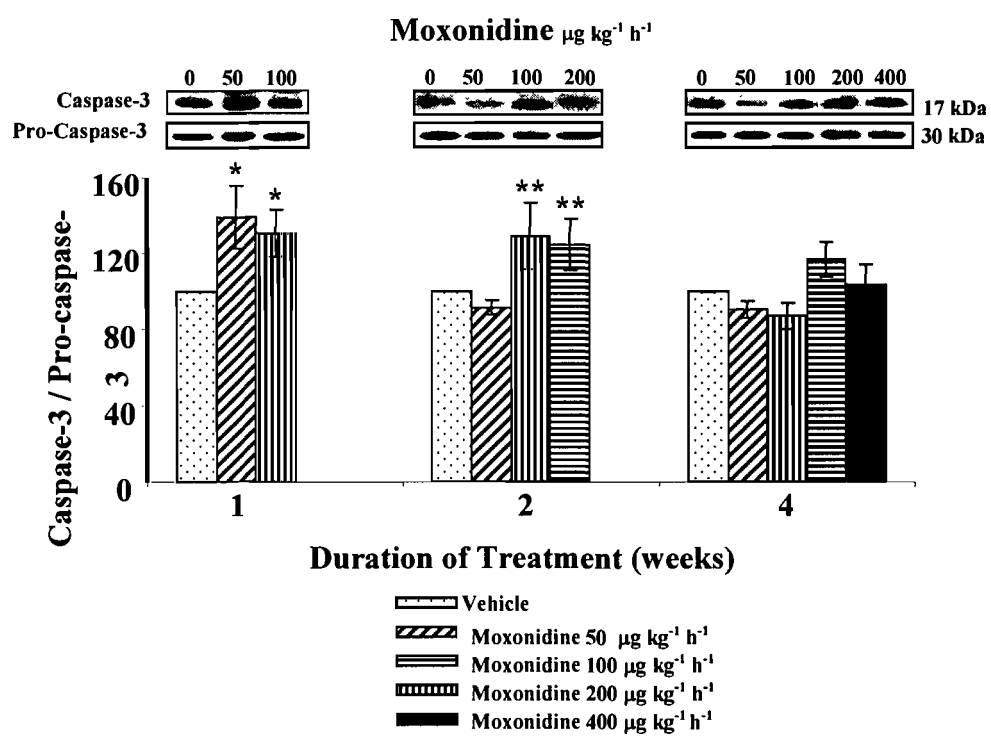 Moxonidine µg kg⁻¹ h⁻¹
0 50 100 0 50 100 200 0 50 100 200 400
Caspase-3 17 kDa
Pro-Caspase-3 30 kDa
Caspase-3 / Pro-caspase-
3
160
120
80
40
0
* *
** **
1 2 4
Duration of Treatment (weeks)
Vehicle
Moxonidine 50 µg kg⁻¹ h⁻¹
Moxonidine 100 µg kg⁻¹ h⁻¹
Moxonidine 200 µg kg⁻¹ h⁻¹
Moxonidine 400 µg kg⁻¹ h⁻¹